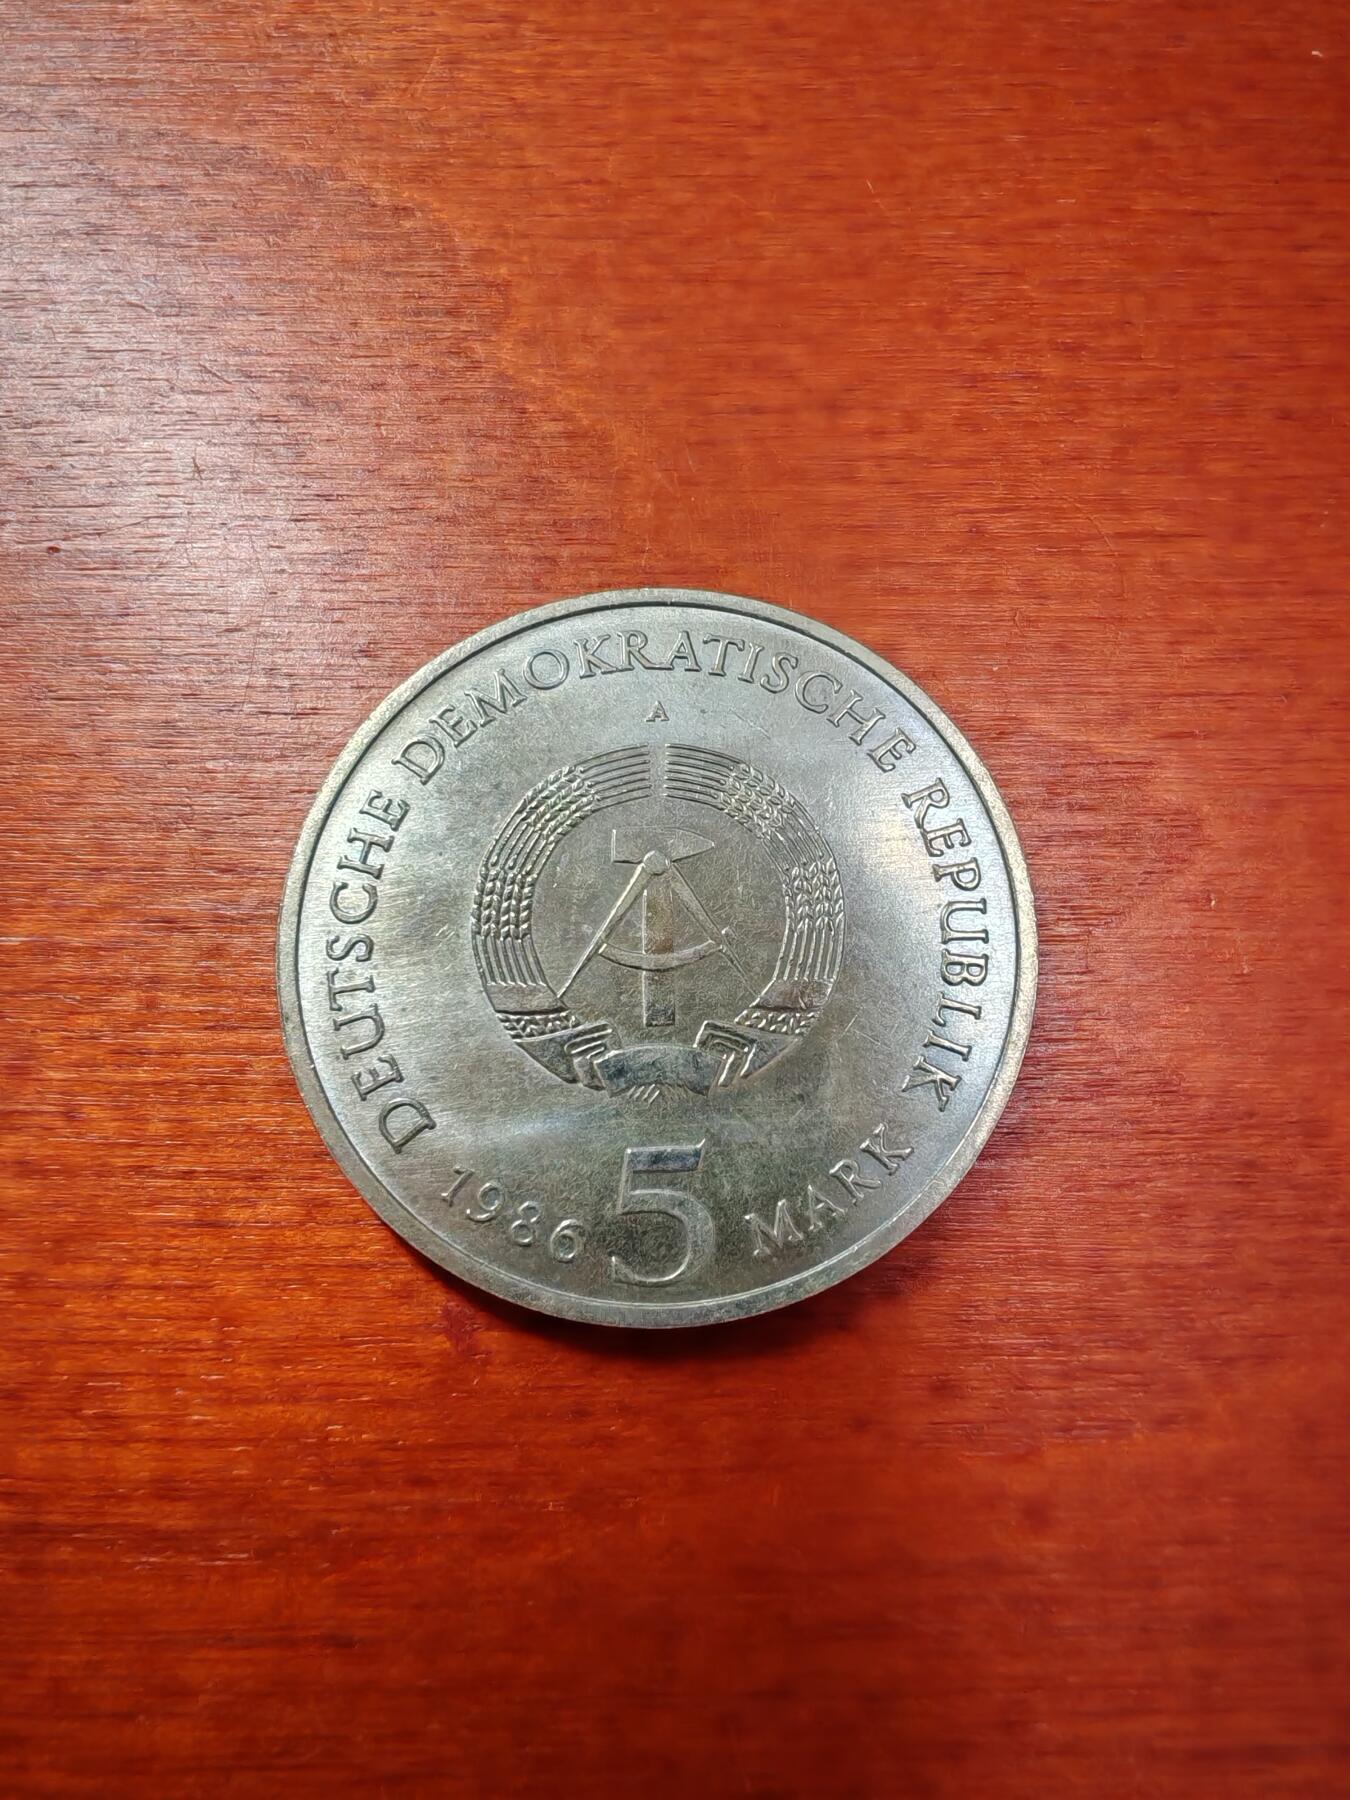 DEUTSCHE DEMOKRATISCHE REPUBLIK
A
1986 5 MARK